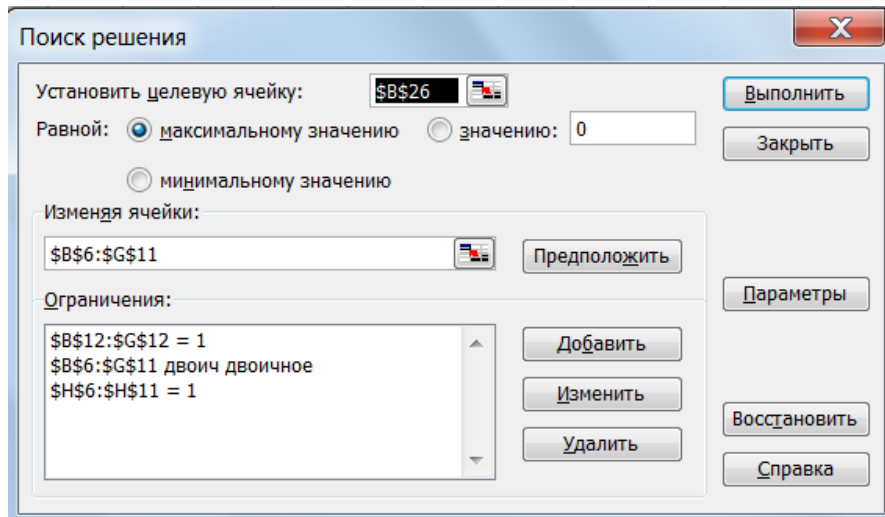 Поиск решения
Установить целевую ячейку: $B$26
Выполнить
Равной: максимальному значению значению: 0
Закрыть
минимальному значению
Изменяя ячейки:
$B$6:$G$11
Предположить
Параметры
Ограничения:
$B$12:$G$12 = 1
$B$6:$G$11 двоич двоичное
$H$6:$H$11 = 1
Добавить
Изменить
Удалить
Восстановить
Справка